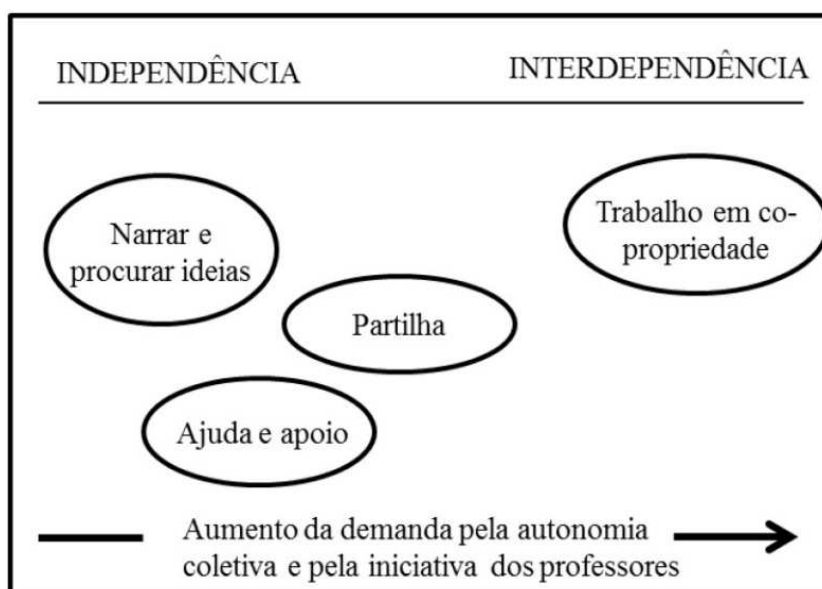 INDEPENDÊNCIA
INTERDEPENDÊNCIA
Narrar e
procurar ideias
Trabalho em co-
propriedade
Partilha
Ajuda e apoio
Aumento da demanda pela autonomia
coletiva e pela iniciativa dos professores